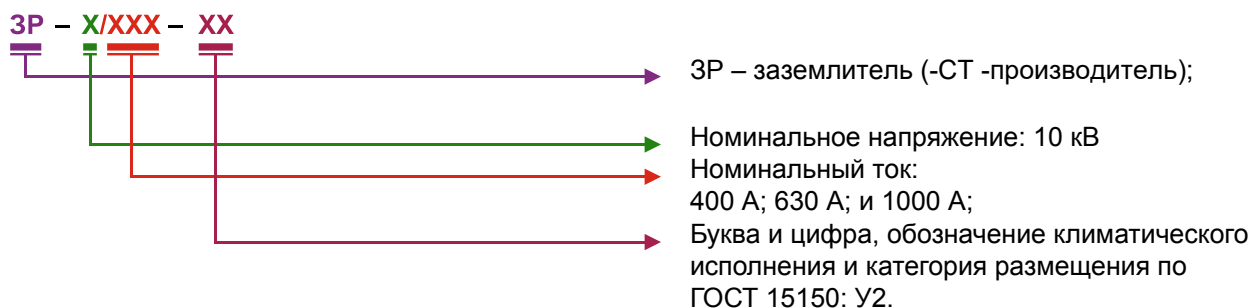 ЗР – Х/ХХХ – ХХ
ЗР – заземлитель (-СТ -производитель);
Номинальное напряжение: 10 кВ
Номинальный ток:
400 А; 630 А; и 1000 А;
Буква и цифра, обозначение климатического
исполнения и категория размещения по
ГОСТ 15150: У2.